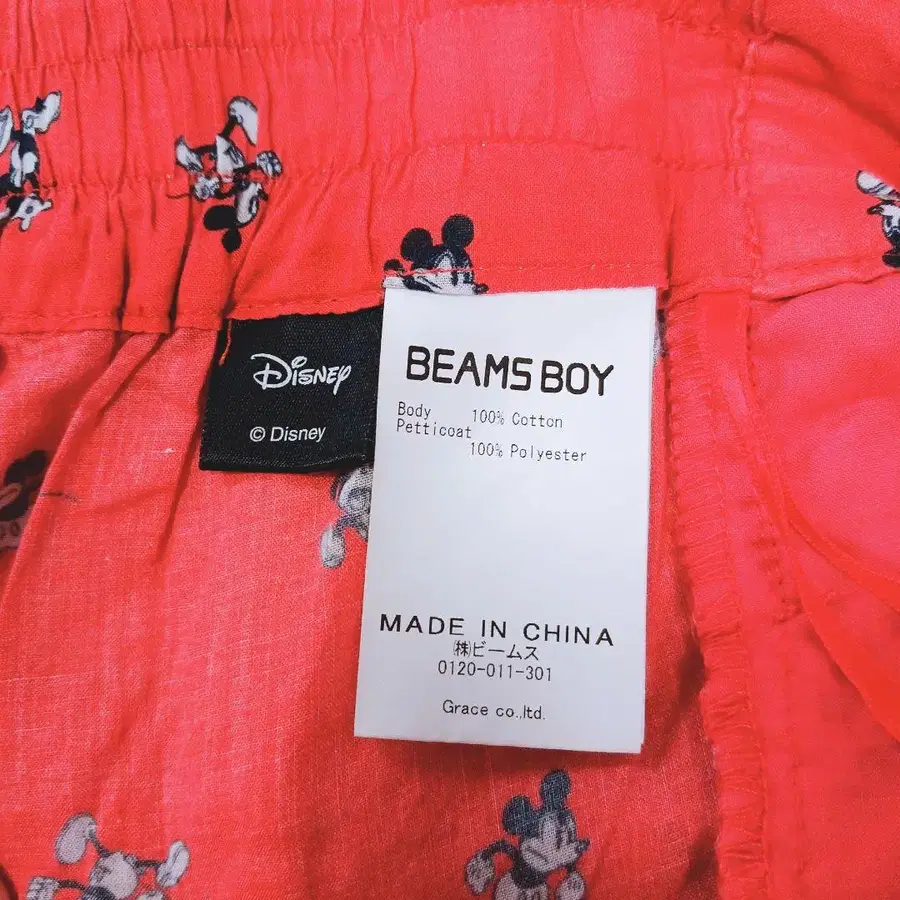 Disney
© Disney
BEAMS BOY
Body 100% Cotton
Petticoat
100% Polyester
MADE IN CHINA
㈱ビームス
0120-011-301
Grace co.,ltd.